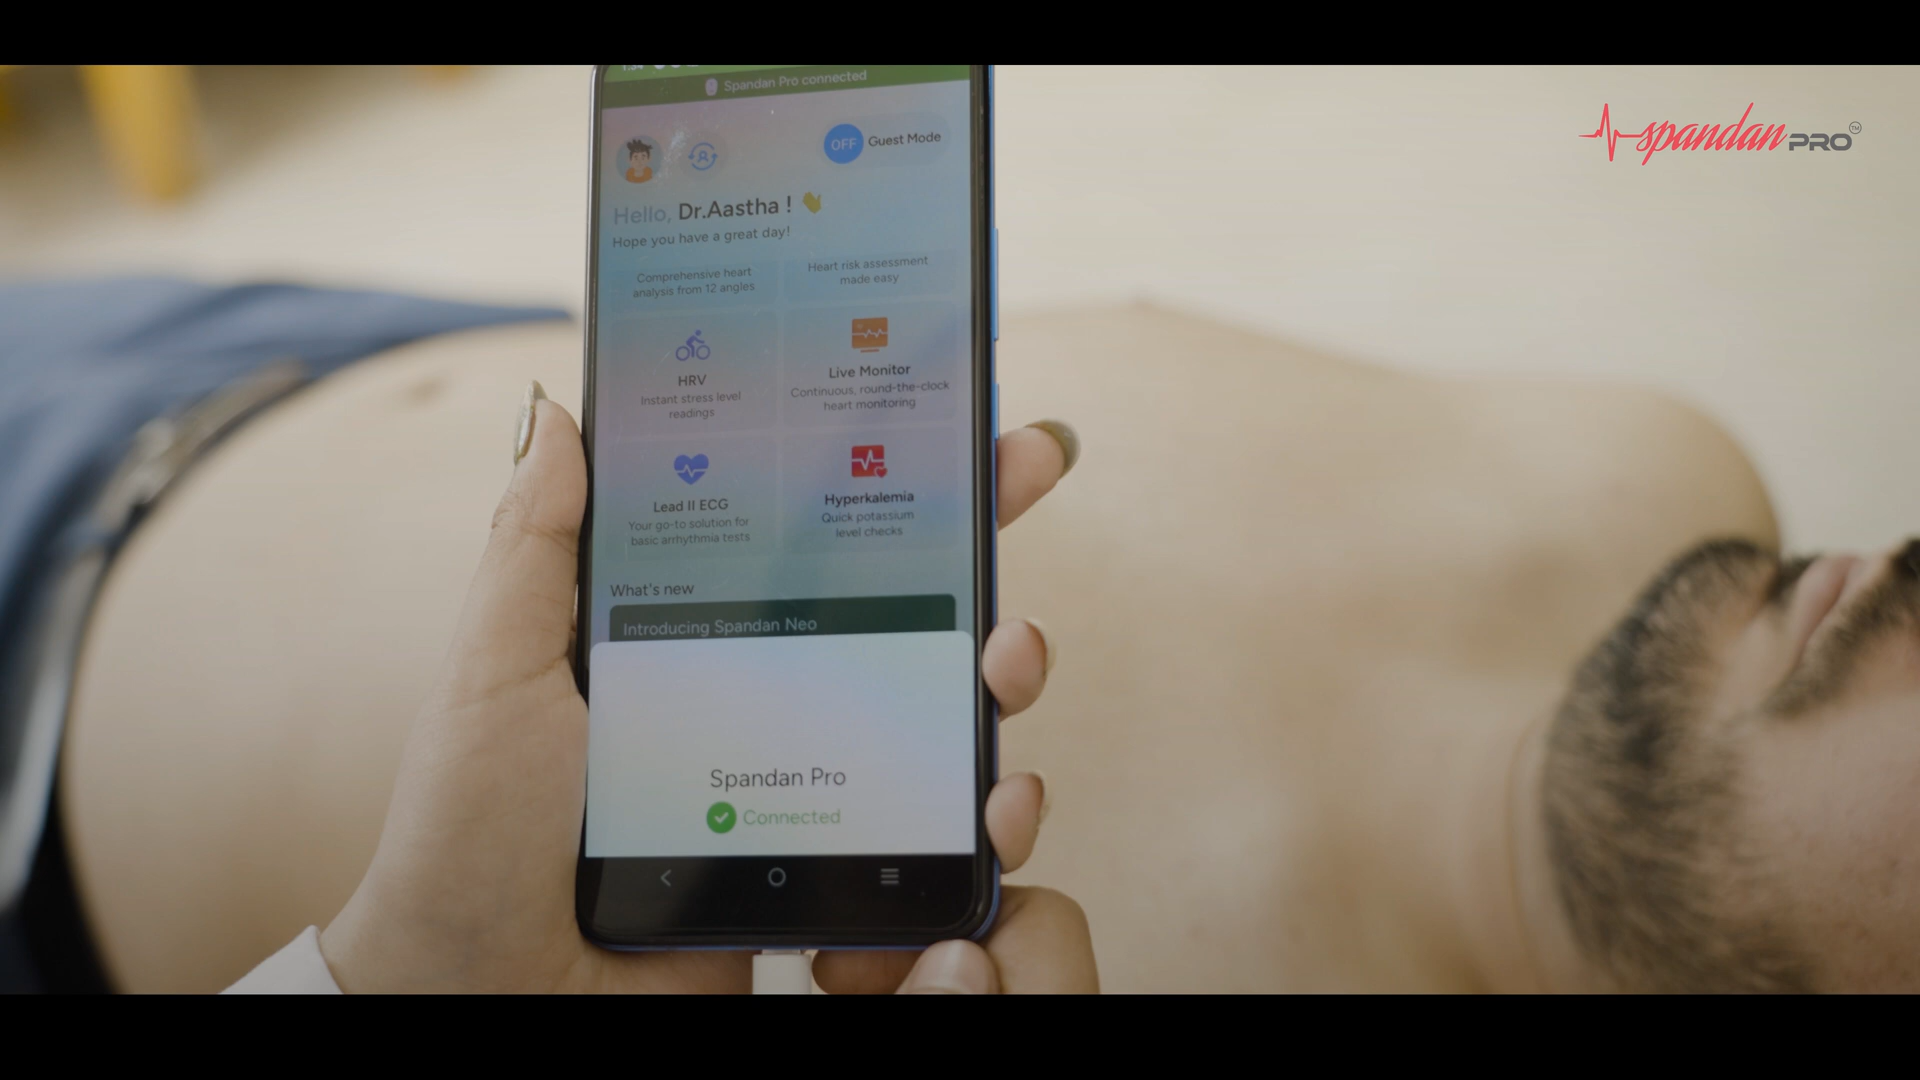 Spandan Pro connected
spandan PRO TM
OFF Guest Mode
Hello, Dr.Aastha !
Hope you have a great day!
Comprehensive heart
analysis from 12 angles
Heart risk assessment
made easy
HRV
Instant stress level
readings
Live Monitor
Continuous, round-the-clock
heart monitoring
Lead II ECG
Your go-to solution for
basic arrhythmia tests
Hyperkalemia
Quick potassium
level checks
What's new
Introducing Spandan Neo
Spandan Pro
Connected